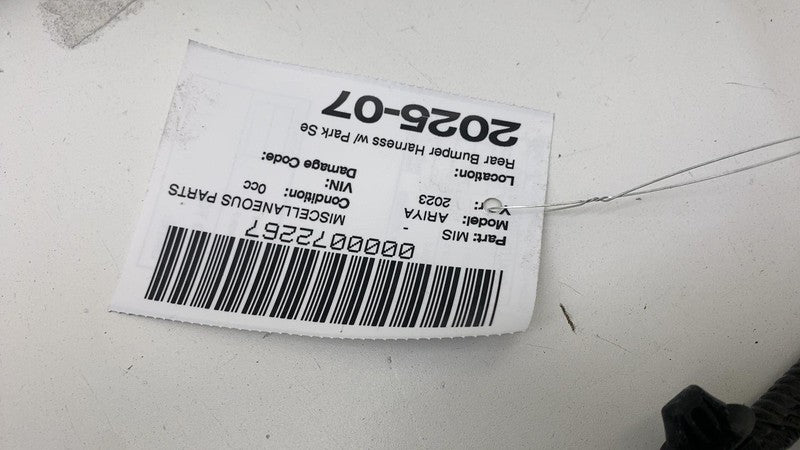 0000072267
Part: MIS - MISCELLANEOUS PARTS
Model: ARIYA Condition: 0cc
Year: 2023 VIN:
Location: Damage Code:
Rear Bumper Harness w/ Park Se
2025-07